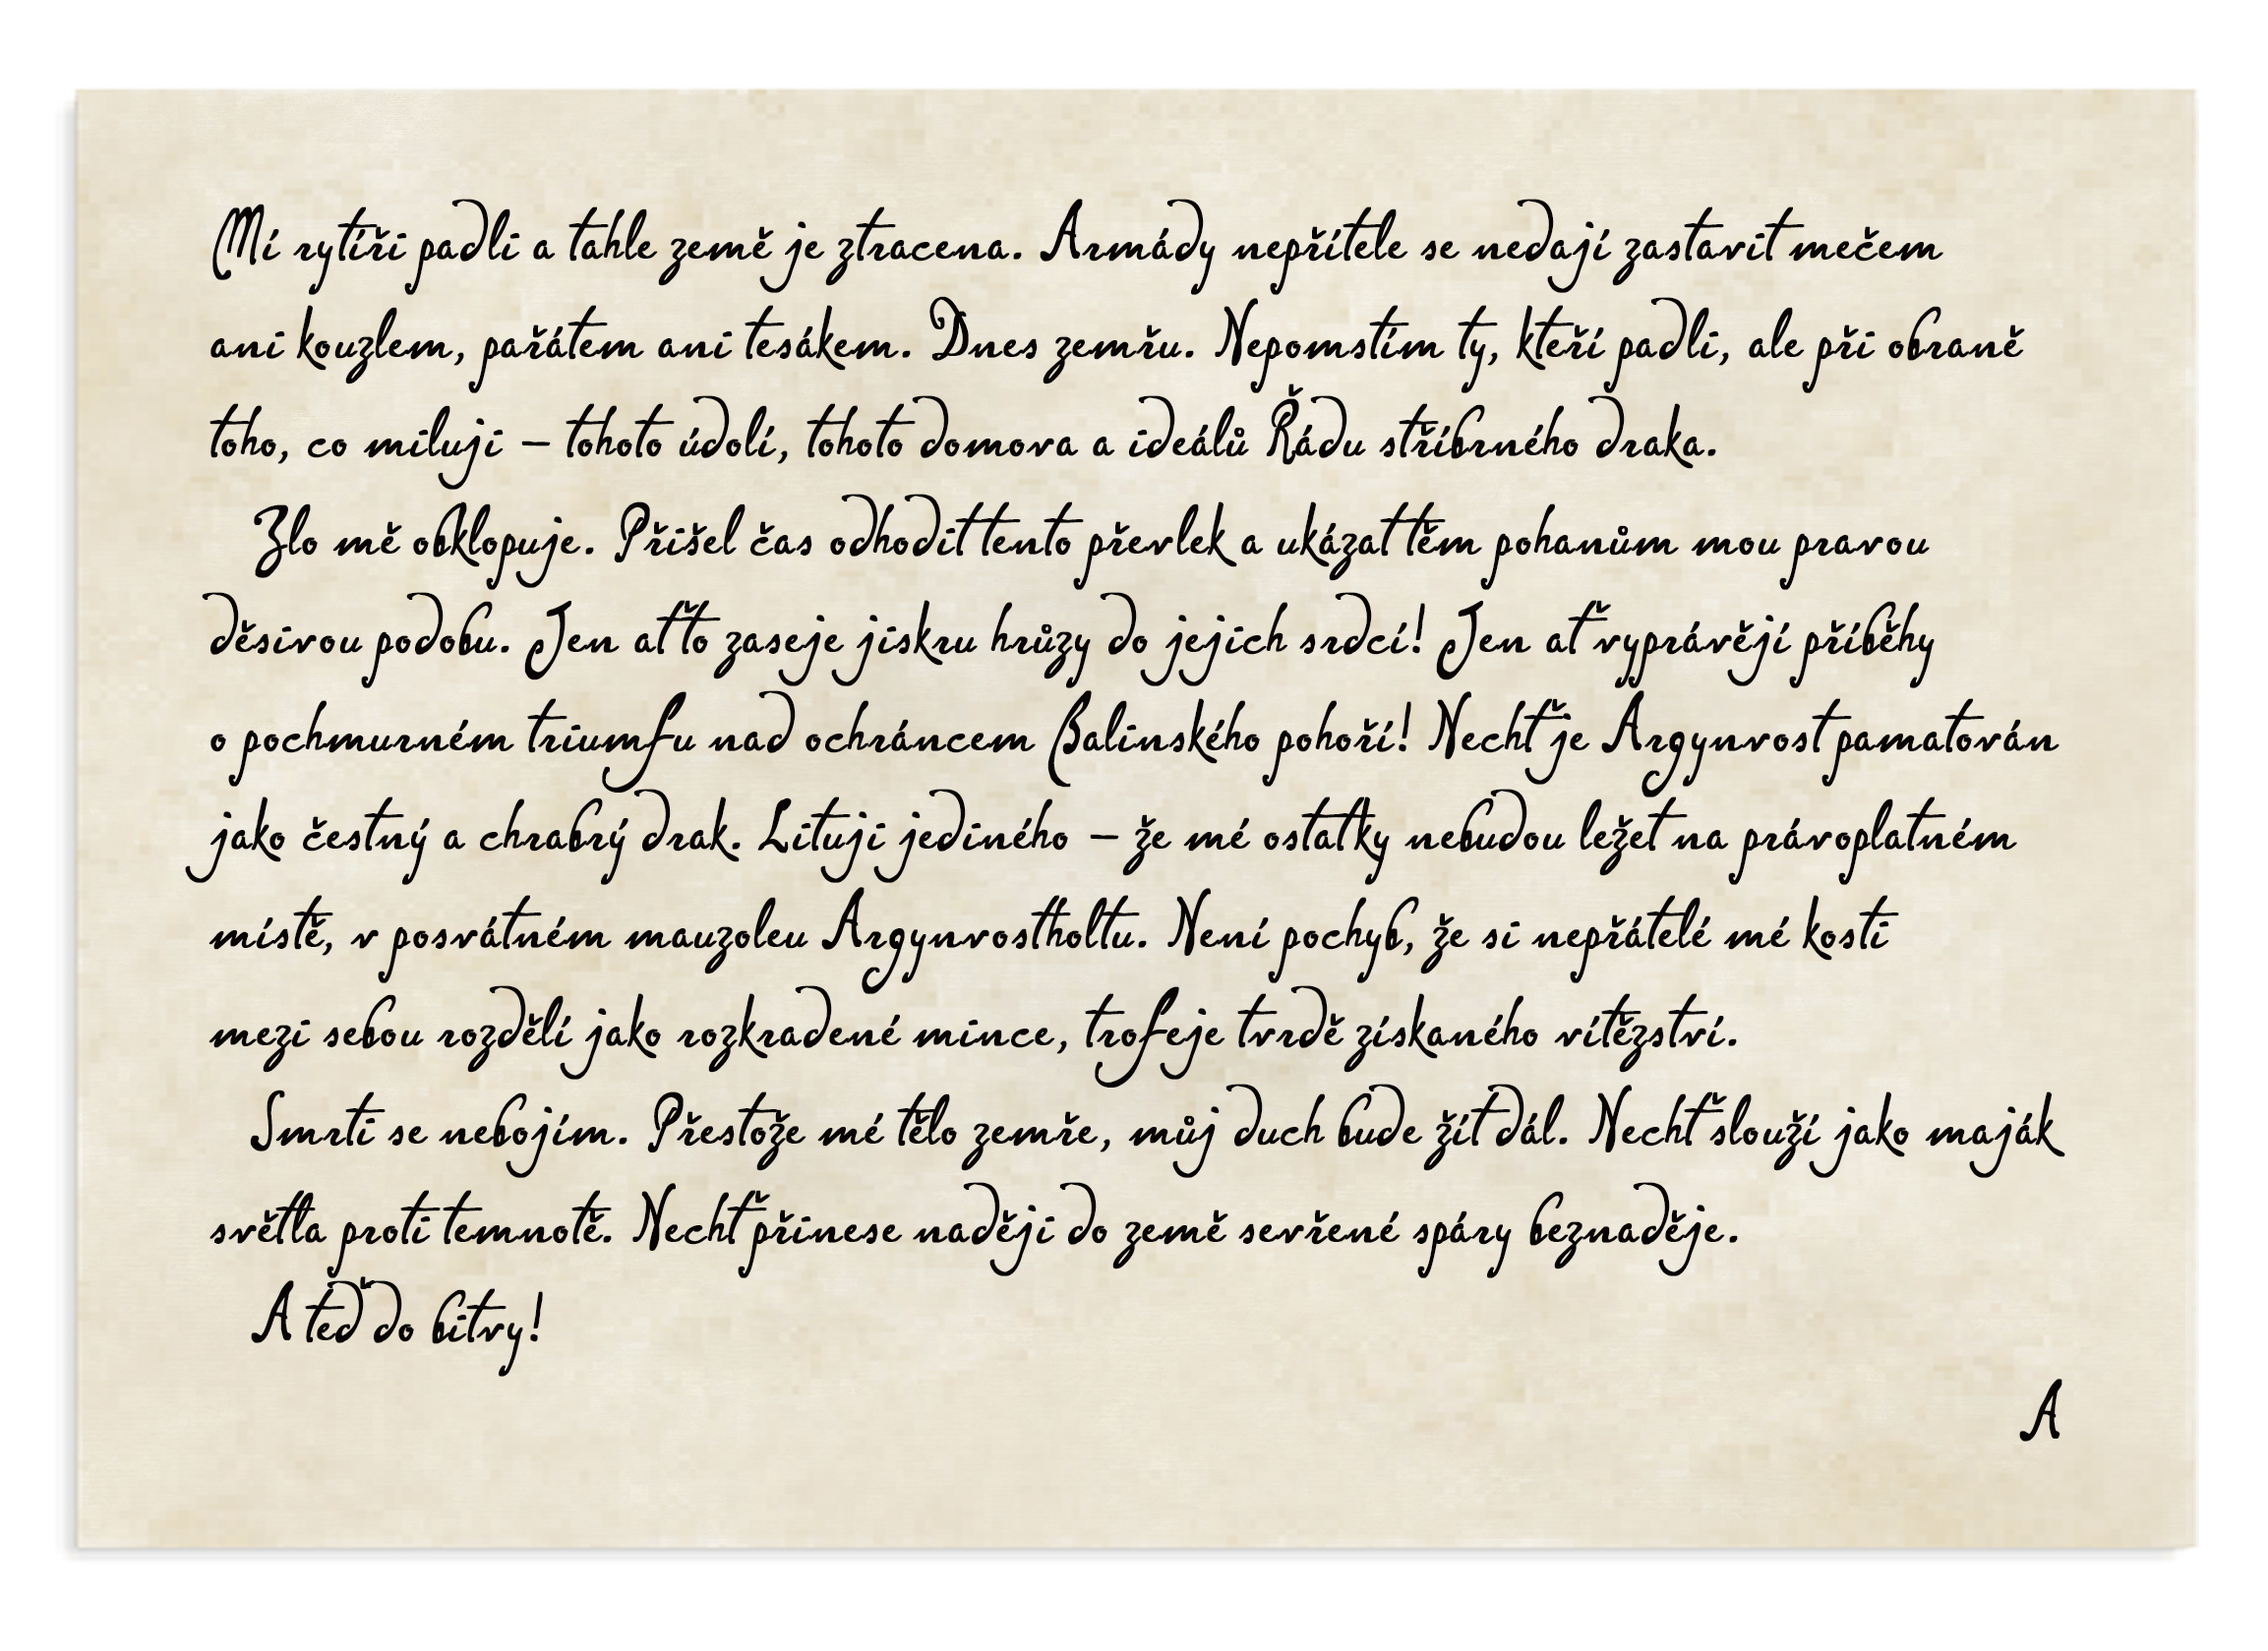 Mí rytíři padli a tahle země je ztracena. Armády nepřítele se nedají zastavit mečem
ani kouzlem, pařátem ani tesákem. Dnes zemřu. Nepomstím ty, kteří padli, ale při obraně
toho, co miluji – tohoto údolí, tohoto domova a ideálů Řádu stříbrného draka.
Zlo mě obklopuje. Přišel čas odhodit tento převlek a ukázat těm pohanům mou pravou
děsivou podobu. Jen ať to zaseje jiskru hrůzy do jejich srdcí! Jen ať vyprávějí příběhy
o pochmurném triumfu nad ochráncem Balinského pohoří! Nechť je Argynvost pamatován
jako čestný a chrabrý drak. Lituji jediného – že mé ostatky nebudou ležet na právoplatném
místě, v posvátném mauzoleu Argynvostholtu. Není pochyb, že si nepřátelé mé kosti
mezi sebou rozdělí jako rozkradené mince, trofeje tvrdě získaného vítězství.
Smrti se nebojím. Přestože mé tělo zemře, můj duch bude žít dál. Nechť slouží jako maják
světla proti temnotě. Nechť přinese naději do země sevřené spáry beznaděje.
A teď do bitvy!
A